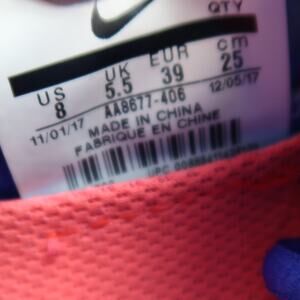 QTY
US UK EUR cm
8 5.5 39 25
11/01/17 AA8677-406 12/05/17
MADE IN CHINA
FABRIQUE EN CHINE
UPC